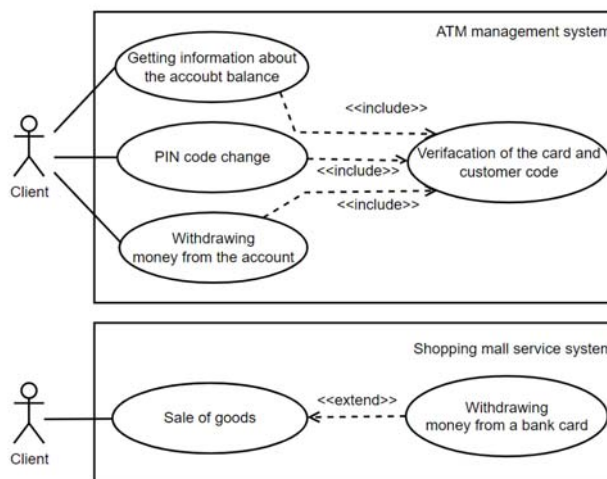 ATM management system
Getting information about
the accoubt balance
<<include>>
PIN code change
<<include>>
Verifacation of the card and
customer code
<<include>>
Client
Withdrawing
money from the account
Shopping mall service system
<<extend>>
Sale of goods
Withdrawing
money from a bank card
Client